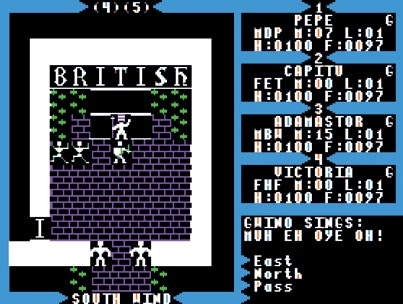 (4)(5)
BRITISH
I
SOUTH WIND
1
PEPE G
MDP M:07 L:01
H:0100 F:0097
2
CAPITU G
FET M:00 L:01
H:0100 F:0097
3
ADAMASTOR G
MBW M:15 L:01
H:0100 F:0097
4
VICTORIA G
FHF M:00 L:01
H:0100 F:0097
GWINO SINGS:
MUH EH OYE OH!
East
North
Pass